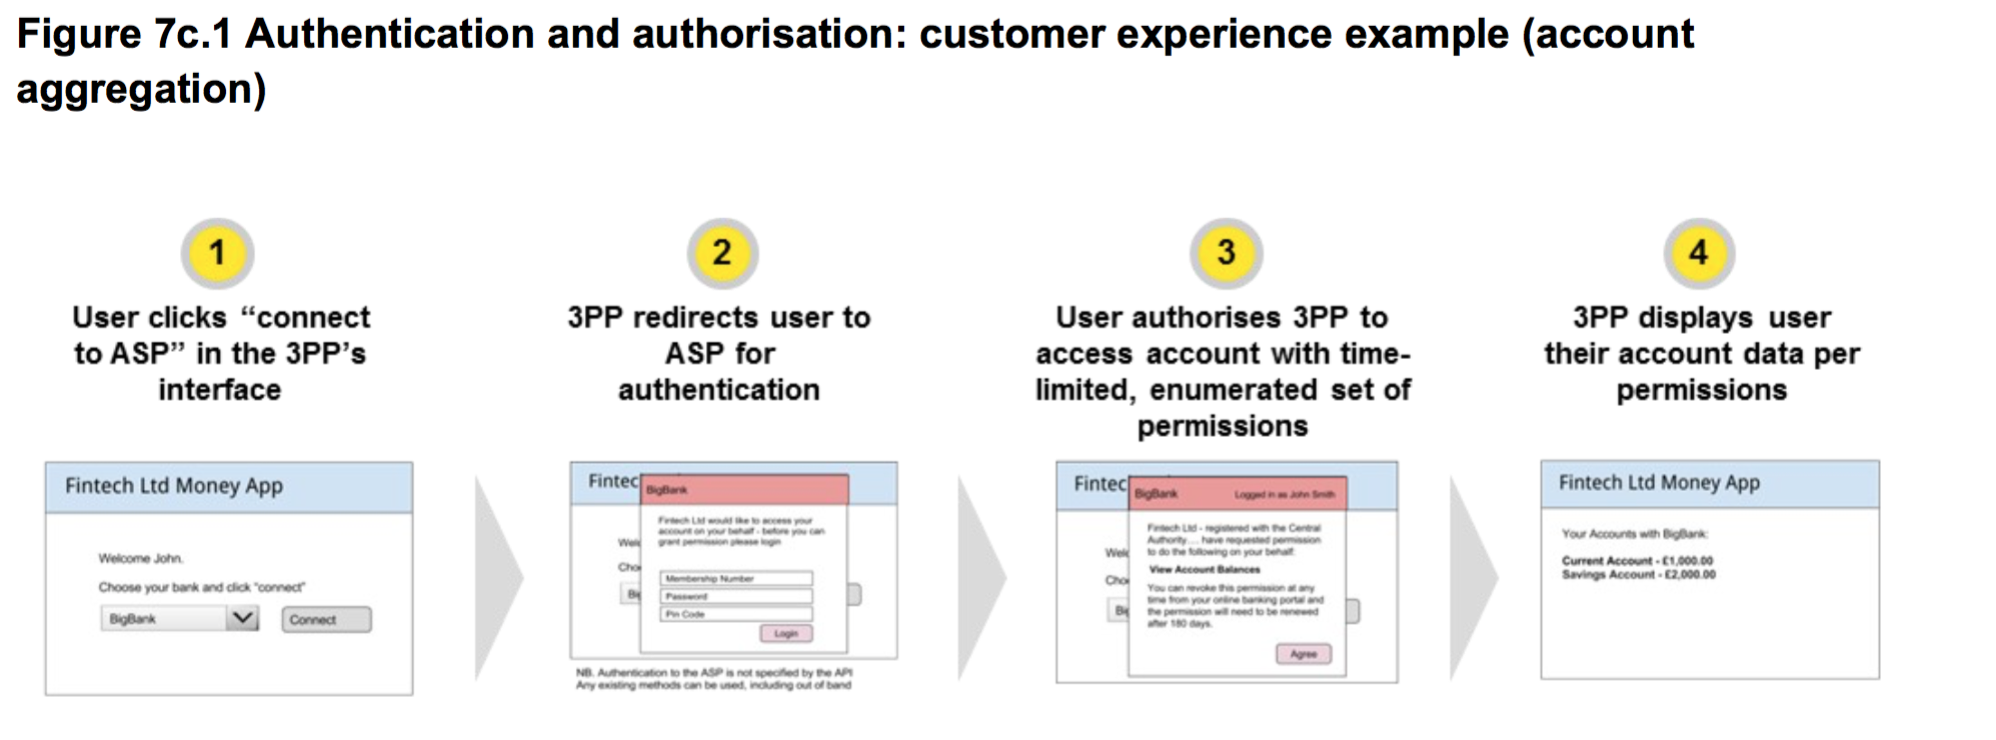 Figure 7c.1 Authentication and authorisation: customer experience example (account
aggregation)
1
User clicks “connect
to ASP” in the 3PP’s
interface
Fintech Ltd Money App
Welcome John.
Choose your bank and click "connect"
BigBank
Connect
2
3PP redirects user to
ASP for
authentication
Fintec
BigBank
Fintech Ltd would like to access your
account on your behalf - before you can
grant permission please login
Welc
Cho
Bi
Membership Number
Password
Pin Code
Login
NB. Authentication to the ASP is not specified by the API
Any existing methods can be used, including out of band
3
User authorises 3PP to
access account with time-
limited, enumerated set of
permissions
Fintec
BigBank
Logged in as John Smith
Fintech Ltd - registered with the Central
Authority.... have requested permission
to do the following on your behalf:
View Account Balances
You can revoke this permission at any
time from your online banking portal and
the permission will need to be renewed
after 180 days.
Welc
Cho
Bi
Agree
4
3PP displays user
their account data per
permissions
Fintech Ltd Money App
Your Accounts with BigBank:
Current Account - £1,000.00
Savings Account - £2,000.00